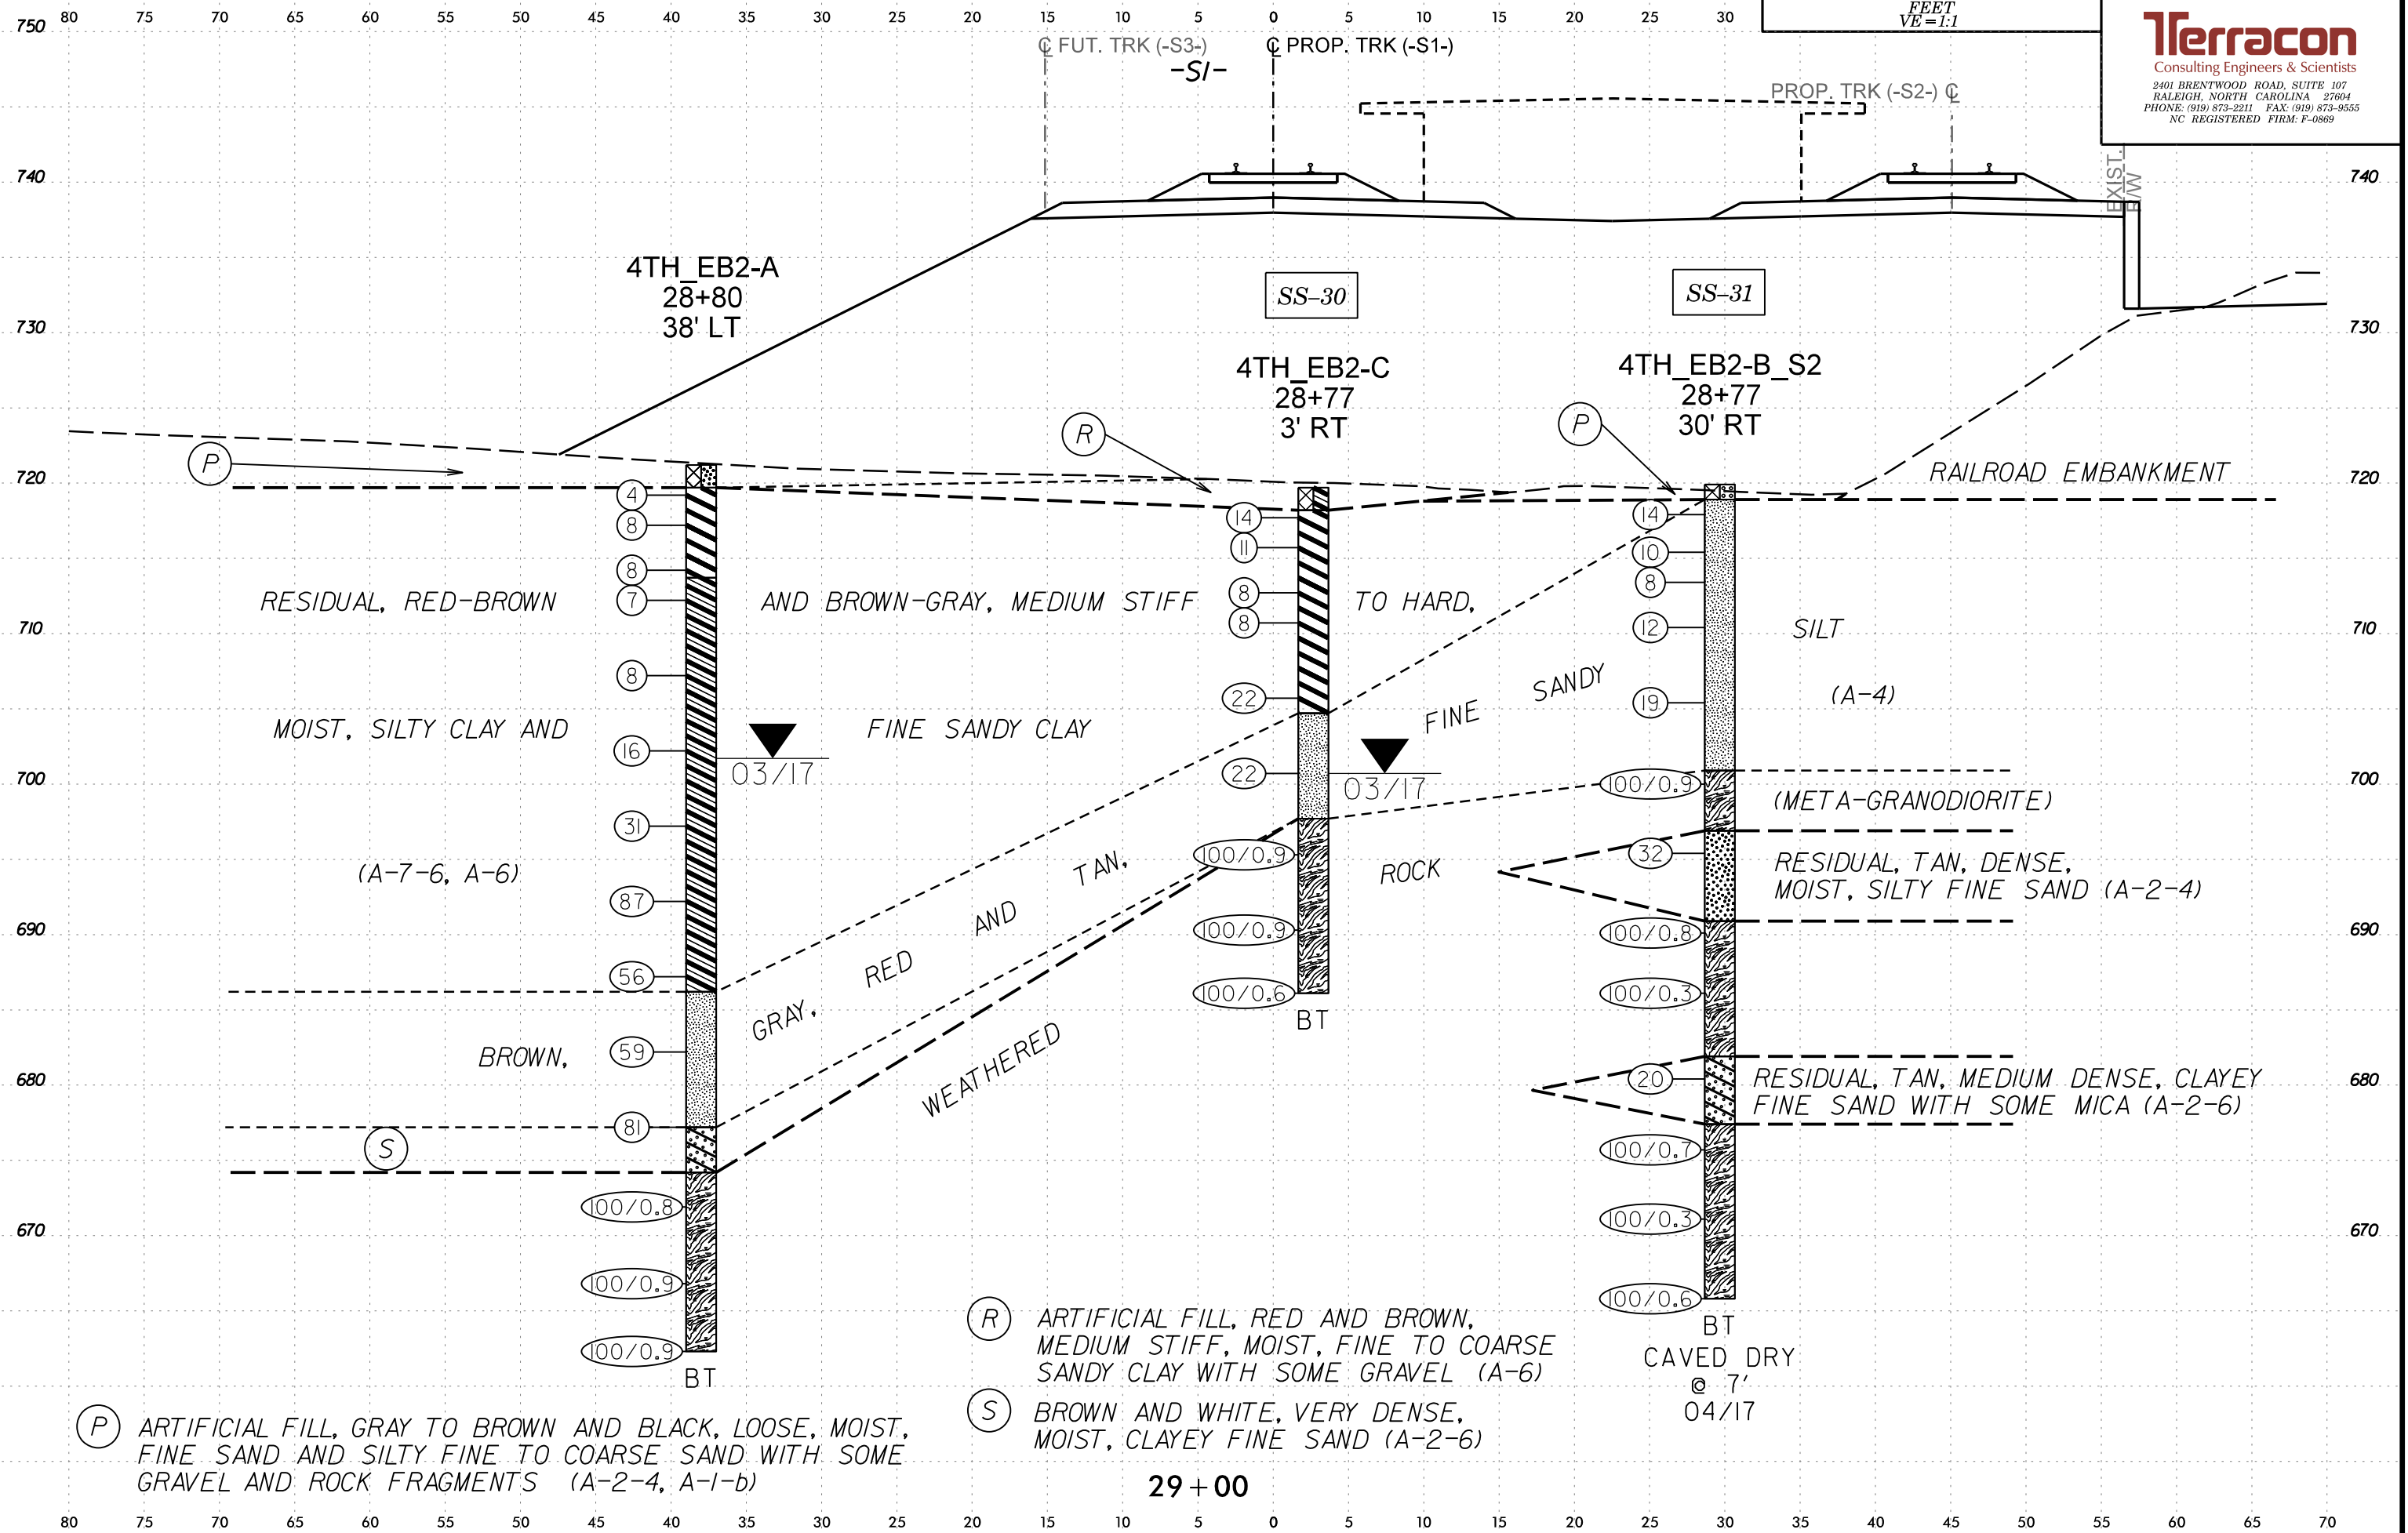 80 75 70 65 60 55 50 45 40 35 30 25 20 15 10 5 0 5 10 15 20 25 30
FEET
VE = 1:1
Terracon
Consulting Engineers & Scientists
2401 BRENTWOOD ROAD, SUITE 107
RALEIGH, NORTH CAROLINA 27604
PHONE: (919) 873-2211 FAX: (919) 873-9555
NC REGISTERED FIRM: F-0869
750
℄ FUT. TRK (-S3-)
℄ PROP. TRK (-S1-)
-S1-
PROP. TRK (-S2-) ℄
EXIST.
R/W
740
740
4TH_EB2-A
28+80
38' LT
SS-30
SS-31
730
730
4TH_EB2-C
28+77
3' RT
4TH_EB2-B_S2
28+77
30' RT
P
R
P
RAILROAD EMBANKMENT
720
720
4
8
8
7
8
16
31
87
56
59
81
100/0.8
100/0.9
100/0.9
BT
14
11
8
8
22
22
100/0.9
100/0.9
100/0.6
BT
14
10
8
12
19
100/0.9
32
100/0.8
100/0.3
20
100/0.7
100/0.3
100/0.6
BT
CAVED DRY
@ 7'
04/17
RESIDUAL, RED-BROWN AND BROWN-GRAY, MEDIUM STIFF TO HARD,
710
710
MOIST, SILTY CLAY AND FINE SANDY CLAY
(A-7-6, A-6)
03/17
03/17
BROWN, GRAY, RED AND TAN, FINE SANDY SILT
(A-4)
700
700
WEATHERED ROCK
(META-GRANODIORITE)
RESIDUAL, TAN, DENSE,
MOIST, SILTY FINE SAND (A-2-4)
690
690
680
680
RESIDUAL, TAN, MEDIUM DENSE, CLAYEY
FINE SAND WITH SOME MICA (A-2-6)
S
670
670
R ARTIFICIAL FILL, RED AND BROWN,
MEDIUM STIFF, MOIST, FINE TO COARSE
SANDY CLAY WITH SOME GRAVEL (A-6)
S BROWN AND WHITE, VERY DENSE,
MOIST, CLAYEY FINE SAND (A-2-6)
P ARTIFICIAL FILL, GRAY TO BROWN AND BLACK, LOOSE, MOIST,
FINE SAND AND SILTY FINE TO COARSE SAND WITH SOME
GRAVEL AND ROCK FRAGMENTS (A-2-4, A-1-b)
29+00
80 75 70 65 60 55 50 45 40 35 30 25 20 15 10 5 0 5 10 15 20 25 30 35 40 45 50 55 60 65 70